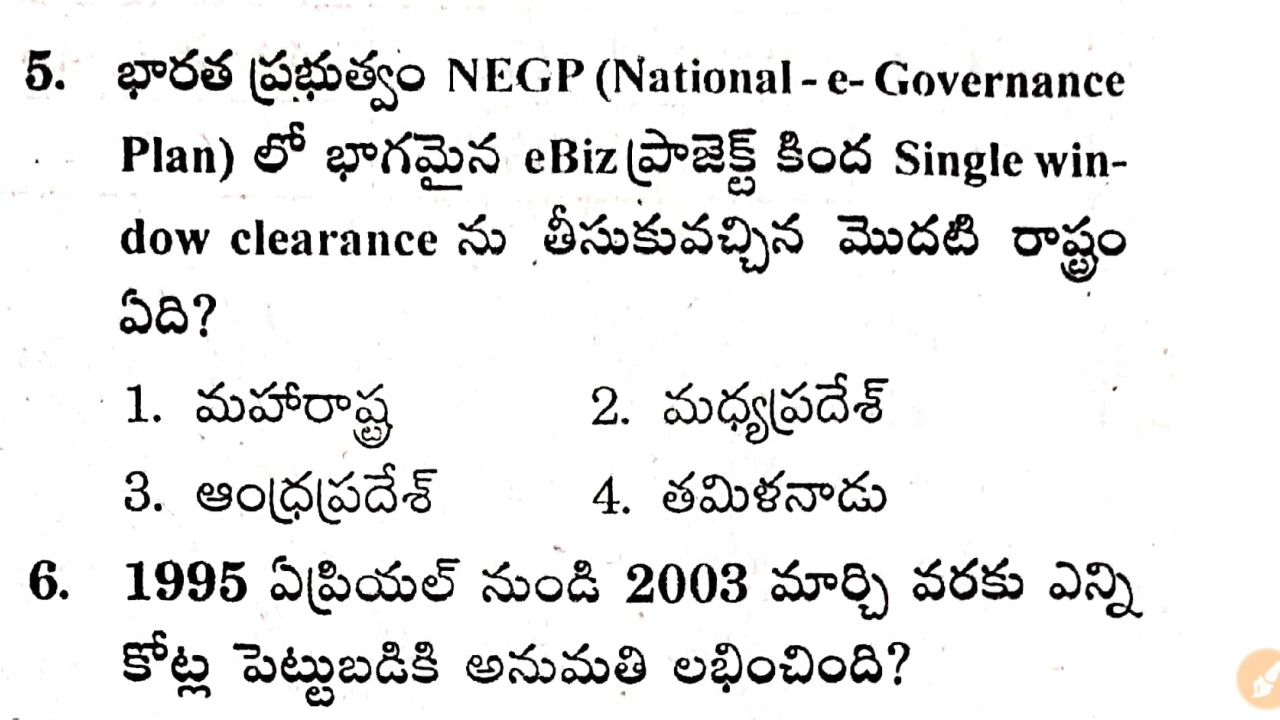 5. భారత ప్రభుత్వం NEGP (National - e- Governance
Plan) లో భాగమైన eBiz ప్రాజెక్ట్ కింద Single win-
dow clearance ను తీసుకువచ్చిన మొదటి రాష్ట్రం
ఏది?
1. మహారాష్ట్ర 2. మధ్యప్రదేశ్
3. ఆంధ్రప్రదేశ్ 4. తమిళనాడు
6. 1995 ఏప్రియల్ నుండి 2003 మార్చి వరకు ఎన్ని
కోట్ల పెట్టుబడికి అనుమతి లభించింది?